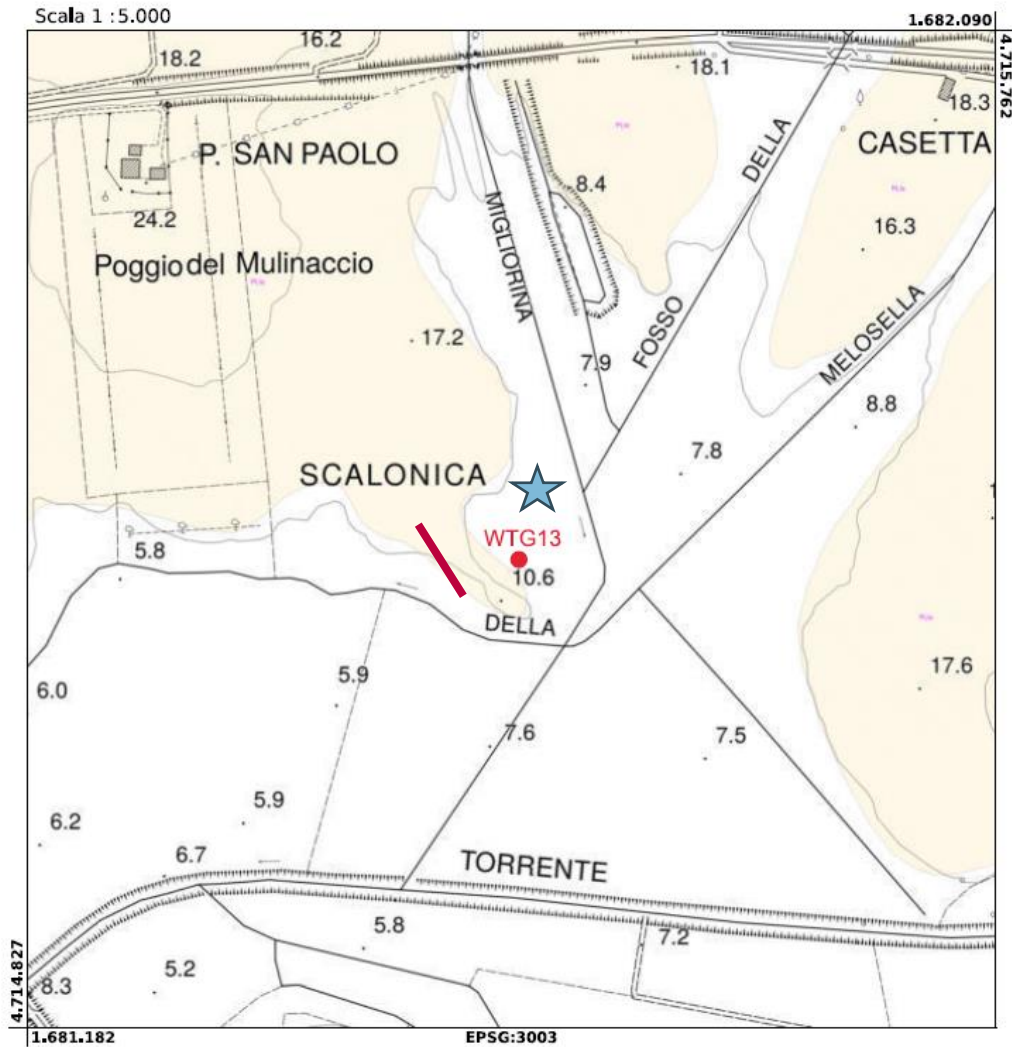 Scala 1 :5.000
1.682.090
4.715.762
16.2
18.2
18.1
18.3
P. SAN PAOLO
CASETTA
DELLA
8.4
MIGLIORINA
24.2
16.3
Poggio del Mulinaccio
FOSSO
MELOSELLA
17.2
7.9
8.8
7.8
SCALONICA
WTG13
5.8
10.6
DELLA
17.6
5.9
6.0
7.6
7.5
5.9
6.2
6.7
TORRENTE
5.8
7.2
5.2
8.3
4.714.827
1.681.182
EPSG:3003